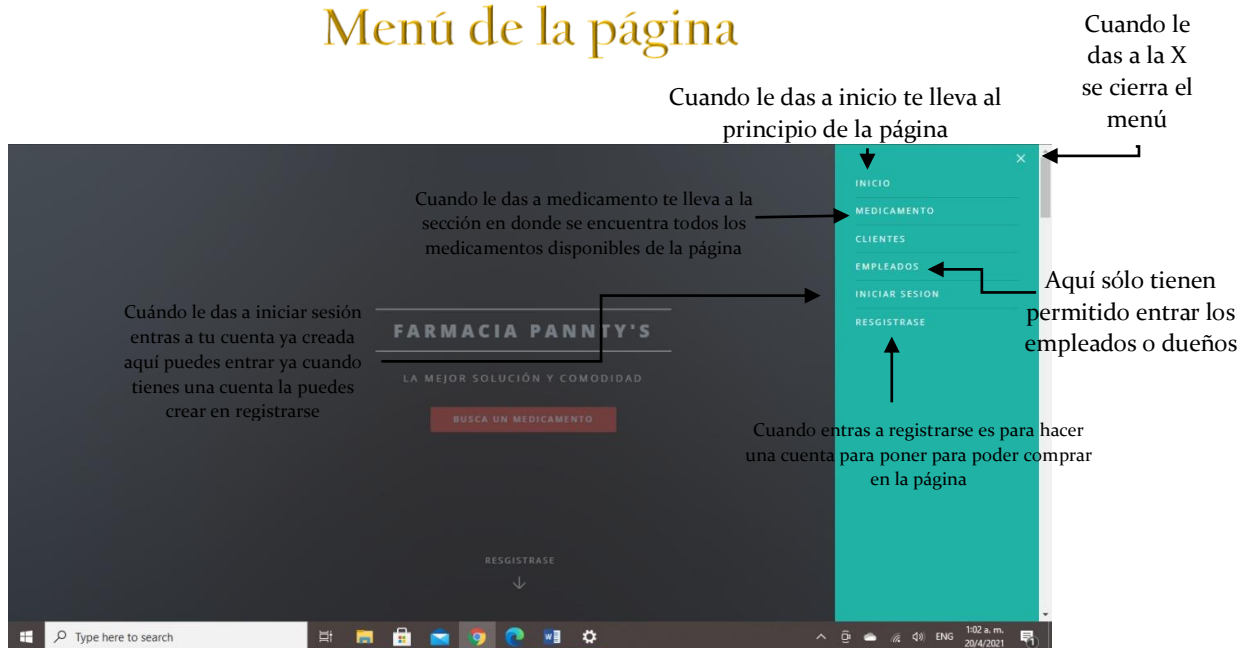 Menú de la página
Cuando le
das a la X
se cierra el
menú
Cuando le das a inicio te lleva al
principio de la página
INICIO
MEDICAMENTO
CLIENTES
EMPLEADOS
INICIAR SESION
RESGISTRASE
Cuando le das a medicamento te lleva a la
sección en donde se encuentra todos los
medicamentos disponibles de la página
Aquí sólo tienen
permitido entrar los
empleados o dueños
Cuándo le das a iniciar sesión
entras a tu cuenta ya creada
aquí puedes entrar ya cuando
tienes una cuenta la puedes
crear en registrarse
FARMACIA PANNTY'S
LA MEJOR SOLUCIÓN Y COMODIDAD
BUSCA UN MEDICAMENTO
Cuando entras a registrarse es para hacer
una cuenta para poner para poder comprar
en la página
RESGISTRASE
Type here to search
ENG
1:02 a. m.
20/4/2021
1